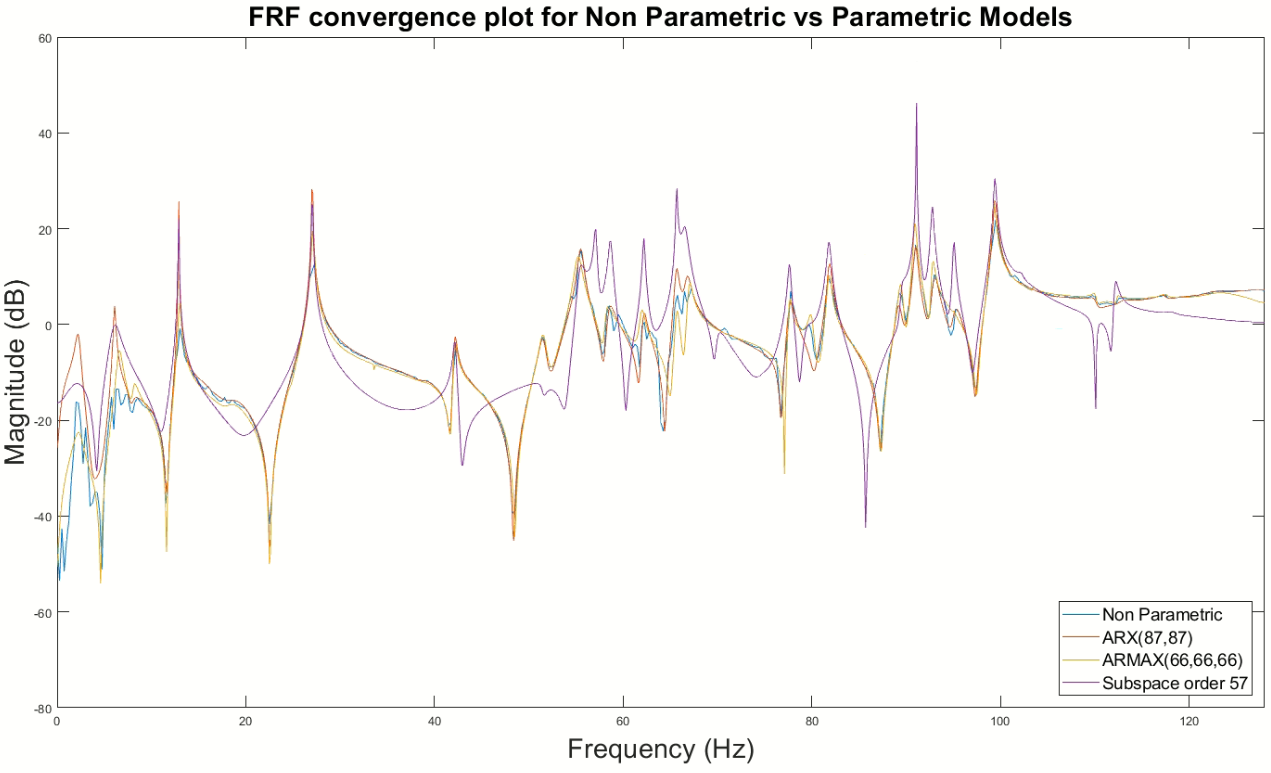 FRF convergence plot for Non Parametric vs Parametric Models
60
40
20
0
-20
-40
-60
-80
Magnitude (dB)
0 20 40 60 80 100 120
Frequency (Hz)
Non Parametric
ARX(87,87)
ARMAX(66,66,66)
Subspace order 57